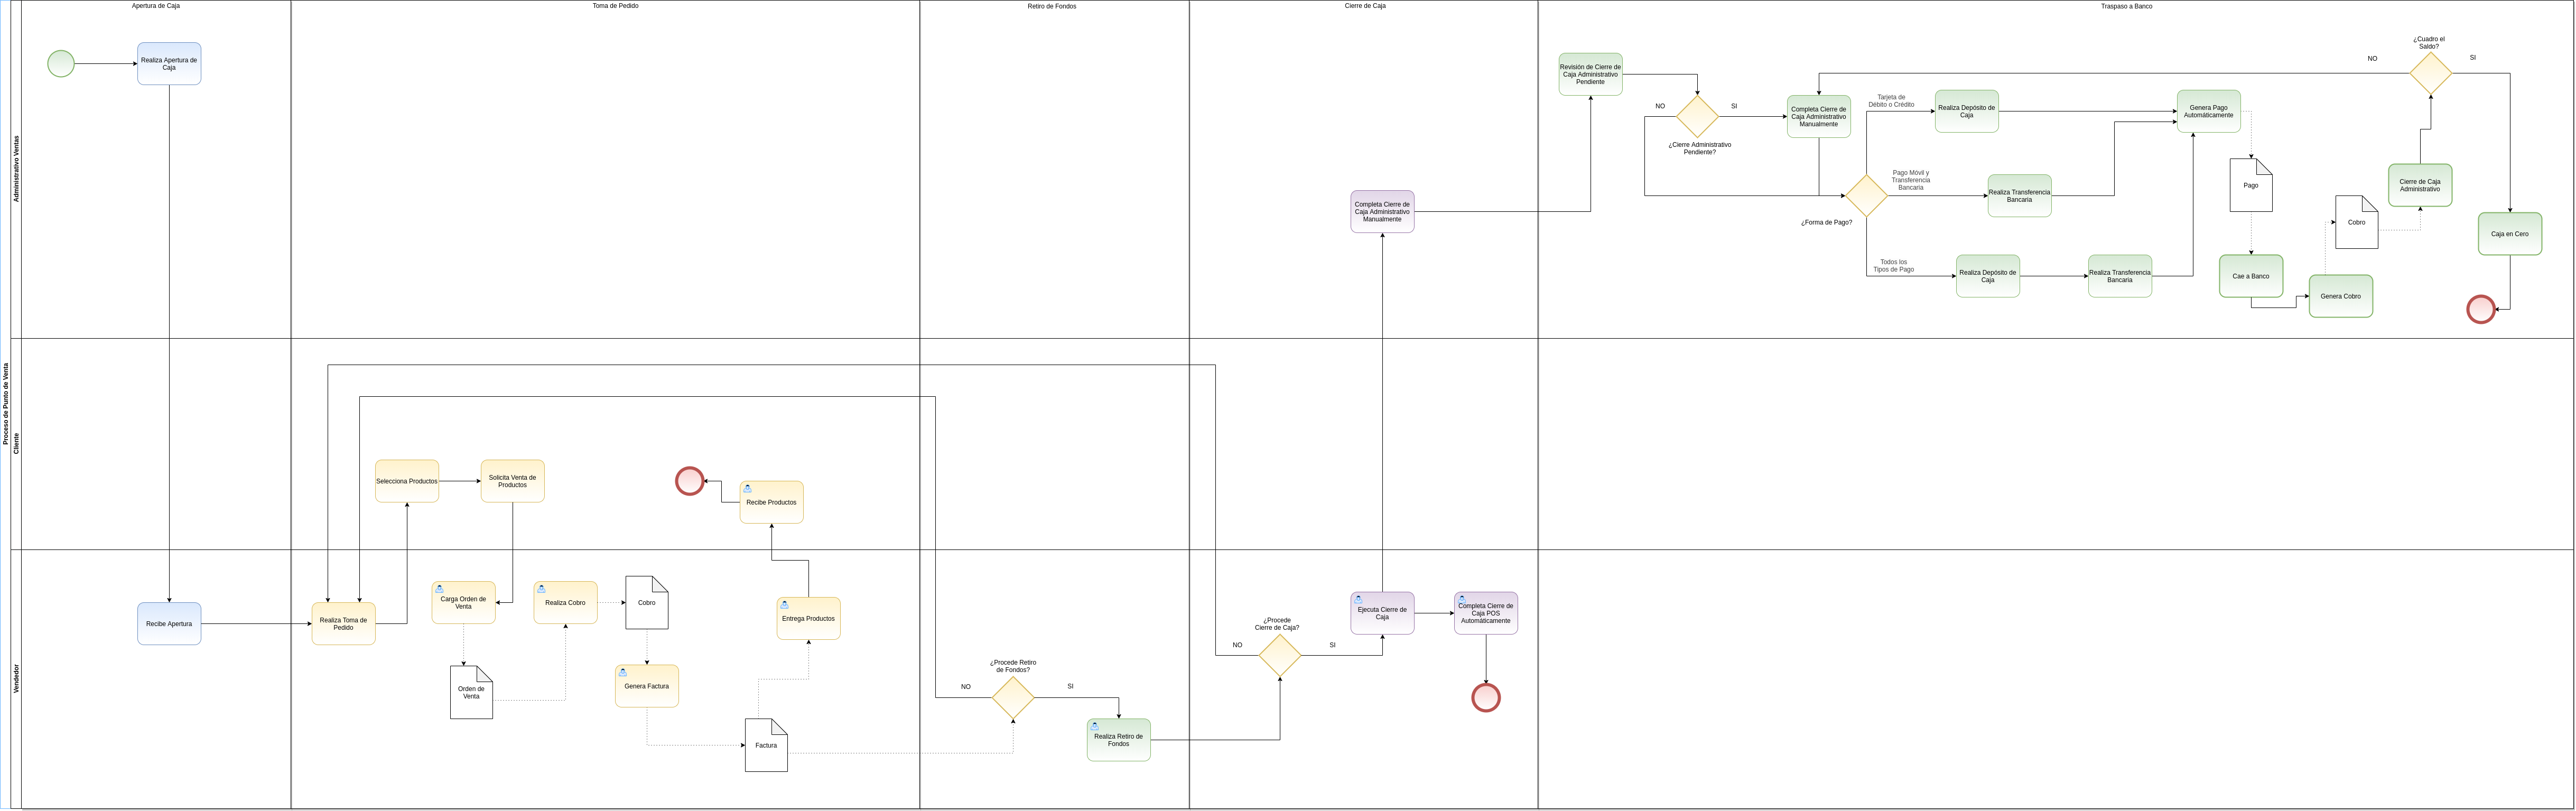 Apertura de Caja
Toma de Pedido
Retiro de Fondos
Cierre de Caja
Traspaso a Banco
Proceso de Punto de Venta
Administrativo Ventas
Realiza Apertura de
Caja
Completa Cierre de
Caja Administrativo
Manualmente
Revisión de Cierre de
Caja Administrativo
Pendiente
NO
SI
¿Cierre Administrativo
Pendiente?
Completa Cierre de
Caja Administrativo
Manualmente
¿Forma de Pago?
Tarjeta de
Débito o Crédito
Pago Móvil y
Transferencia
Bancaria
Todos los
Tipos de Pago
Realiza Depósito de
Caja
Realiza Transferencia
Bancaria
Realiza Depósito de
Caja
Realiza Transferencia
Bancaria
Genera Pago
Automáticamente
Pago
Cae a Banco
Genera Cobro
Cobro
Cierre de Caja
Administrativo
¿Cuadro el
Saldo?
NO
SI
Caja en Cero
Cliente
Selecciona Productos
Solicita Venta de
Productos
Recibe Productos
Vendedor
Recibe Apertura
Realiza Toma de
Pedido
Carga Orden de
Venta
Orden de
Venta
Realiza Cobro
Cobro
Genera Factura
Factura
Entrega Productos
¿Procede Retiro
de Fondos?
NO
SI
Realiza Retiro de
Fondos
¿Procede
Cierre de Caja?
NO
SI
Ejecuta Cierre de
Caja
Completa Cierre de
Caja POS
Automáticamente